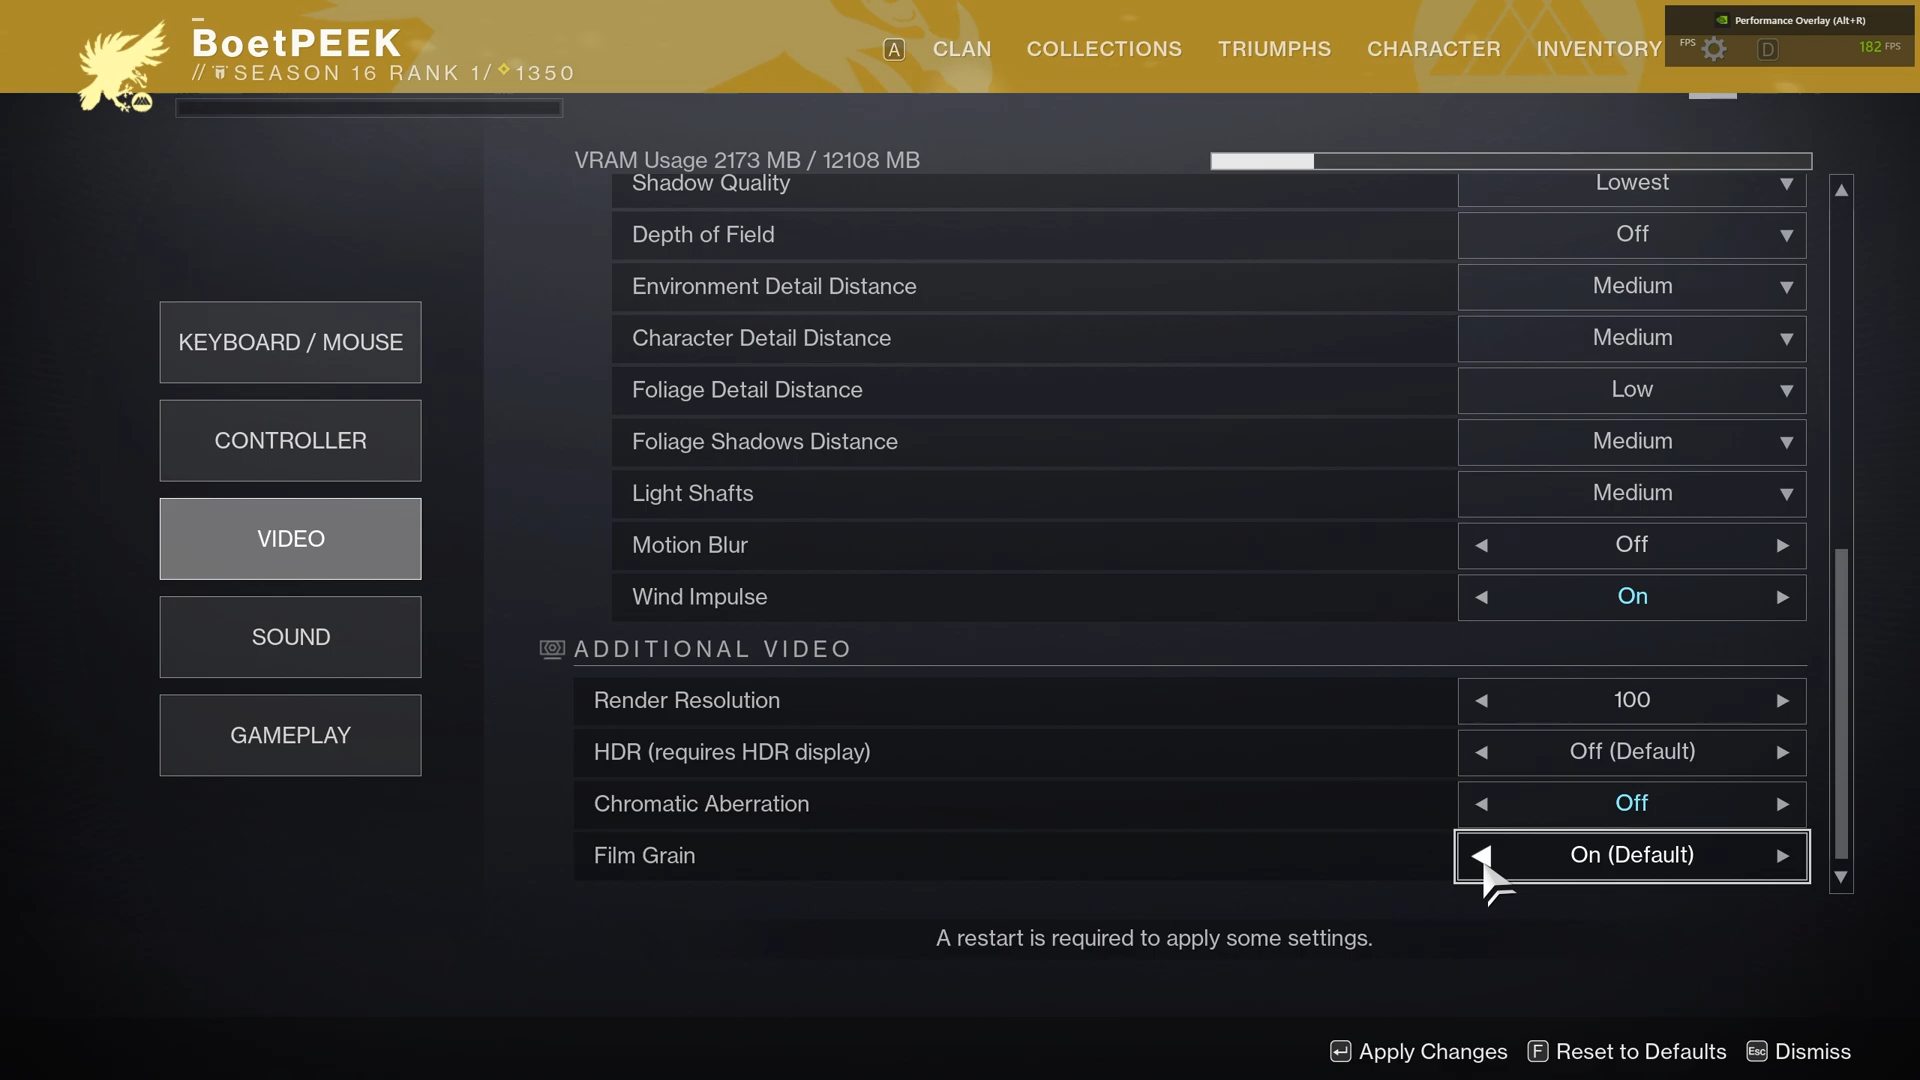 BoetPEEK
// SEASON 16 RANK 1/ 1350
A CLAN COLLECTIONS TRIUMPHS CHARACTER INVENTORY D
Performance Overlay (Alt+R)
FPS 182 FPS
VRAM Usage 2173 MB / 12108 MB
Shadow Quality Lowest
Depth of Field Off
Environment Detail Distance Medium
Character Detail Distance Medium
Foliage Detail Distance Low
Foliage Shadows Distance Medium
Light Shafts Medium
Motion Blur Off
Wind Impulse On
KEYBOARD / MOUSE
CONTROLLER
VIDEO
SOUND
GAMEPLAY
ADDITIONAL VIDEO
Render Resolution 100
HDR (requires HDR display) Off (Default)
Chromatic Aberration Off
Film Grain On (Default)
A restart is required to apply some settings.
Apply Changes F Reset to Defaults Esc Dismiss